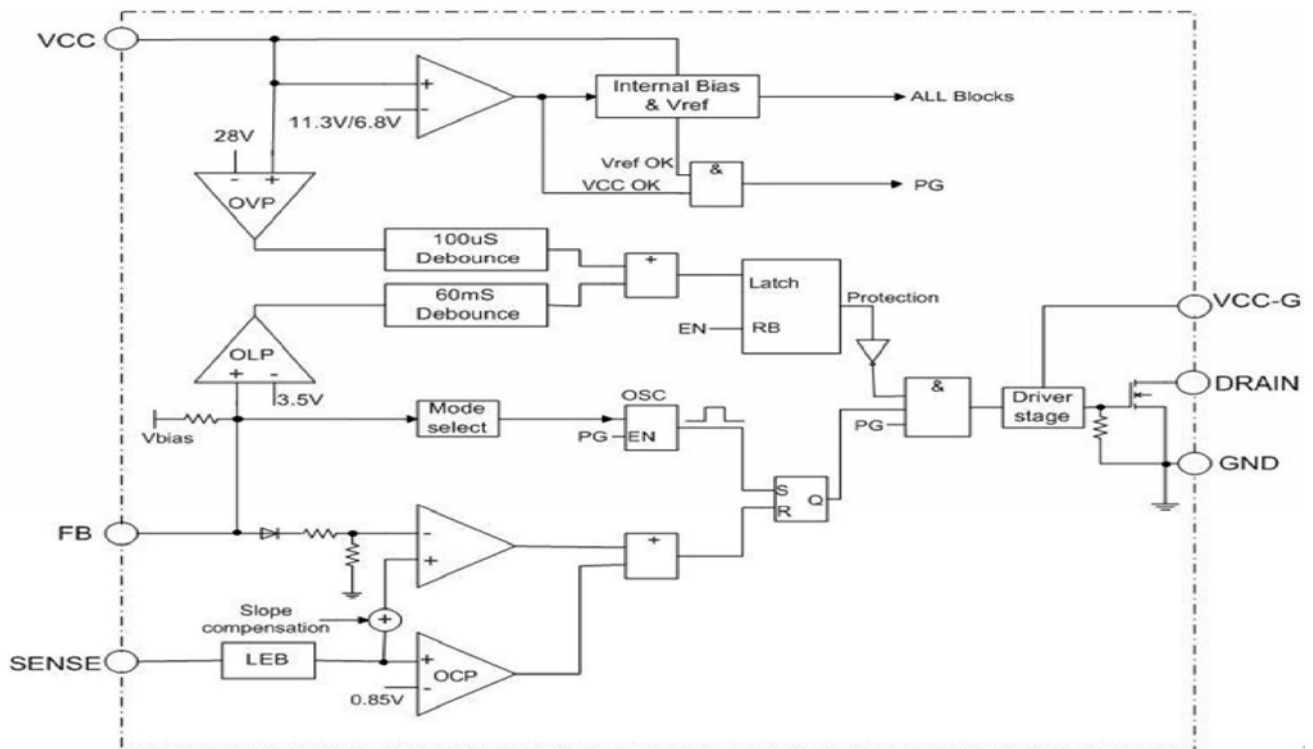 VCC
+
-
11.3V/6.8V
Internal Bias
& Vref
ALL Blocks
28V
-
+
OVP
Vref OK
VCC OK
&
PG
100uS
Debounce
+
60mS
Debounce
Latch
EN
RB
Protection
VCC-G
OLP
+
-
3.5V
Vbias
Mode
select
OSC
PG
EN
&
PG
Driver
stage
DRAIN
GND
S
R
Q
FB
-
+
+
Slope
compensation
+
SENSE
LEB
+
-
OCP
0.85V